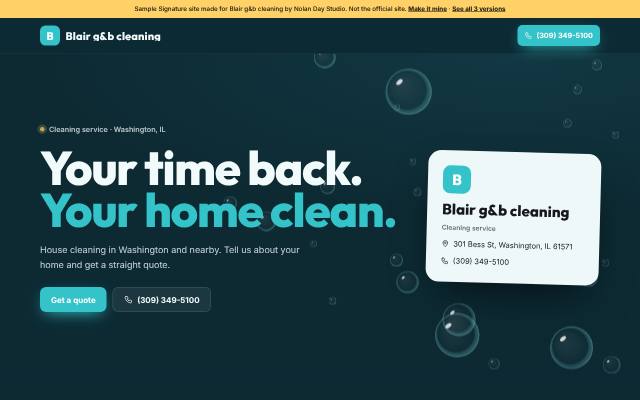 Sample Signature site made for Blair g&b cleaning by Nolan Day Studio. Not the official site. Make it mine · See all 3 versions
B Blair g&b cleaning
(309) 349-5100
Cleaning service · Washington, IL
Your time back.
Your home clean.
House cleaning in Washington and nearby. Tell us about your
home and get a straight quote.
Get a quote
(309) 349-5100
B
Blair g&b cleaning
Cleaning service
301 Bess St, Washington, IL 61571
(309) 349-5100